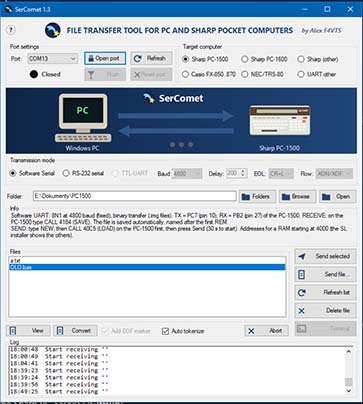 SerComet 1.3
FILE TRANSFER TOOL FOR PC AND SHARP POCKET COMPUTERS by Alex F4VTS
Port settings
Target computer
Port: COM13 Open port Refresh
Sharp PC-1500 Sharp PC-1600 Sharp (other)
Closed Flush Reset port
Casio FX-850..870 NEC/TRS-80 UART other
SerComet
PC
Windows PC
Sharp PC-1500
Transmission mode
Software Serial RS-232 serial TTL-UART Baud: 4800 Delay: 200 EOL: CR+L Flow: XON/XOF
Folder: E:\Dokumenty\PC1500 Folders Browse Open
Info
Software UART: 8N1 at 4800 baud (fixed), binary transfer (.img files). TX = PC7 (pin 10), RX = PB2 (pin 27) of the PC-1500. RECEIVE: on the
PC-1500 type CALL 4184 (SAVE). The file is saved automatically, named after the first REM.
SEND: type NEW, then CALL 40C5 (LOAD) on the PC-1500 first, then press Send (30 s to start). Addresses for a RAM starting at 4000 (the SL
installer shows the others).
Files
a.txt
OLD.bas
Send selected
Send file...
Refresh list
Delete file
View Convert Add EOF marker Auto tokenize Abort Terminal
Log
18:00:48 Start receiving ''
18:00:49 Start receiving ''
18:04:41 Start receiving ''
18:39:23 Start receiving ''
18:39:24 Start receiving ''
18:39:56 Start receiving ''
18:49:25 Start receiving ''